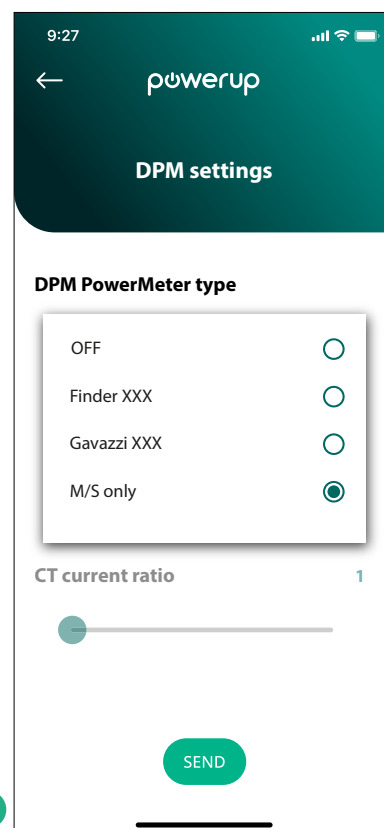 9:27
powerup
DPM settings
DPM PowerMeter type
OFF
Finder XXX
Gavazzi XXX
M/S only
CT current ratio 1
SEND